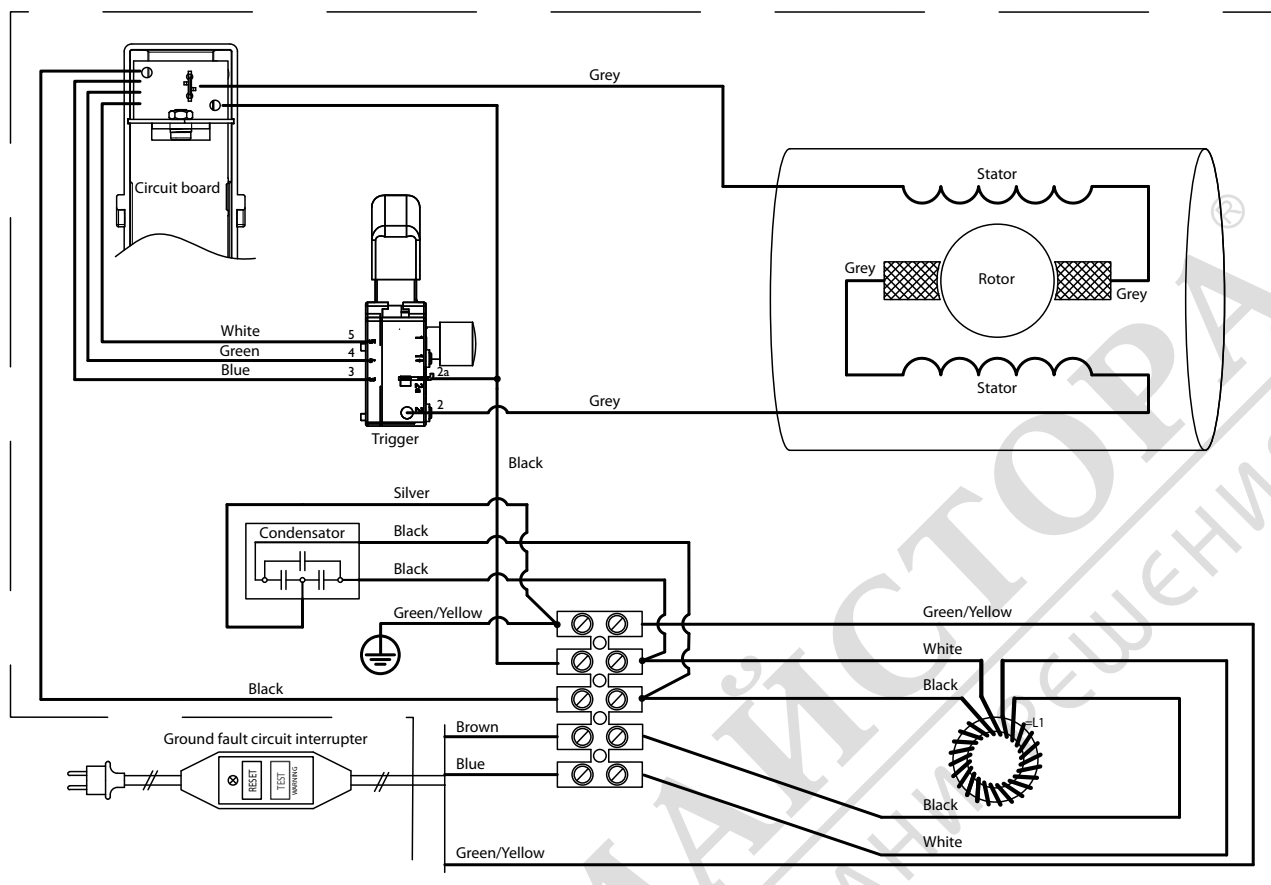 Grey
Circuit board
Stator
Grey
Rotor
Grey
White
5
Green
4
Blue
3
2a
2
Grey
Stator
Trigger
Black
Silver
Condensator
Black
Black
Green/Yellow
Green/Yellow
White
Black
Black
=L1
Brown
Ground fault circuit interrupter
Blue
RESET
TEST
WARNING
Black
White
Green/Yellow
МАЙСТОРА
®
РЕШЕНИ